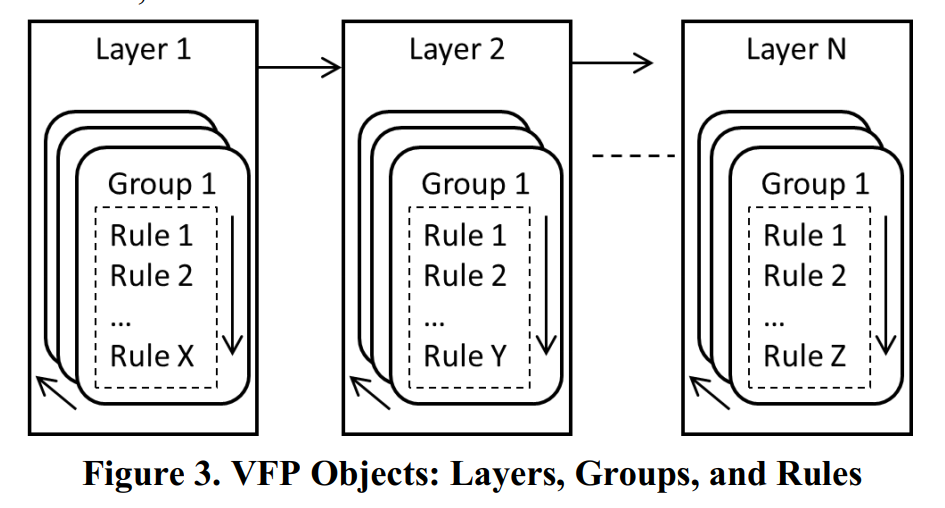 Layer 1
Group 1
Rule 1
Rule 2
...
Rule X
Layer 2
Group 1
Rule 1
Rule 2
...
Rule Y
Layer N
Group 1
Rule 1
Rule 2
...
Rule Z
Figure 3. VFP Objects: Layers, Groups, and Rules